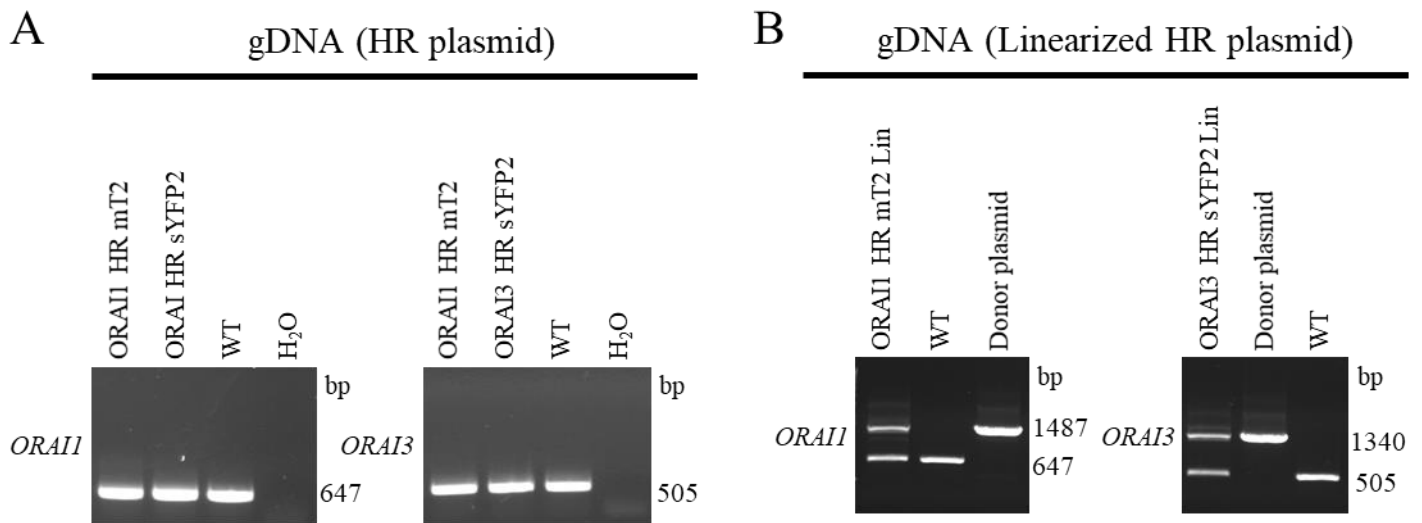 A
gDNA (HR plasmid)
ORAI1 HR mT2
ORAI HR sYFP2
WT
H₂O
bp
ORAI1
647
ORAI1 HR mT2
ORAI3 HR sYFP2
WT
H₂O
bp
ORAI3
505
B
gDNA (Linearized HR plasmid)
ORAI1 HR mT2 Lin
WT
Donor plasmid
bp
ORAI1
1487
647
ORAI3 HR sYFP2 Lin
Donor plasmid
WT
bp
ORAI3
1340
505